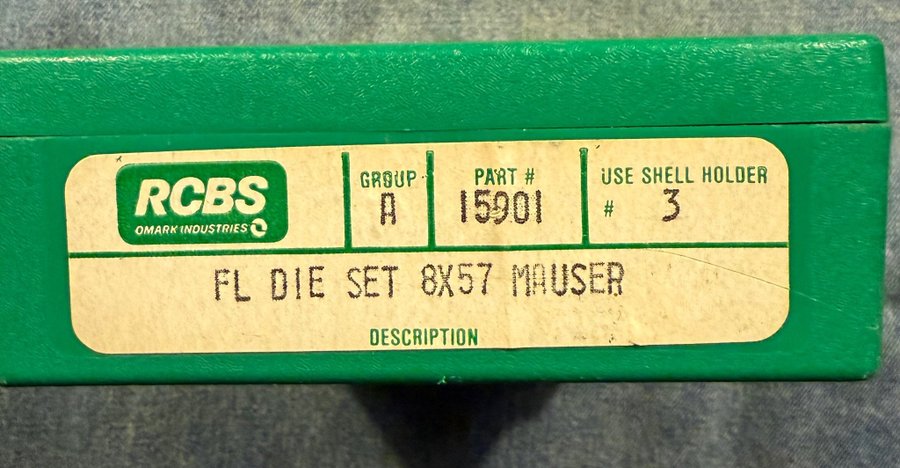 RCBS
OMARK INDUSTRIES
GROUP
A
PART #
15901
USE SHELL HOLDER
# 3
FL DIE SET 8X57 MAUSER
DESCRIPTION